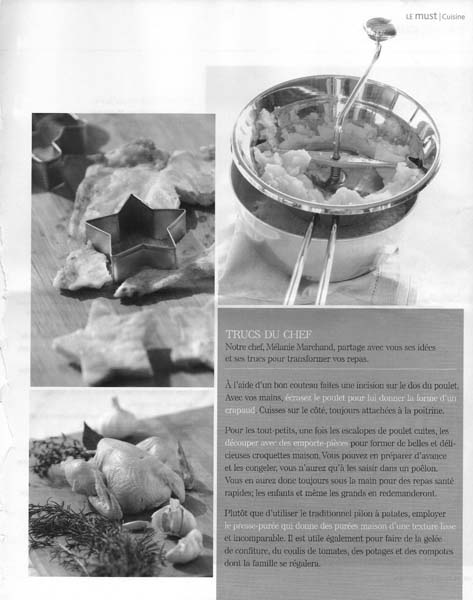 LE must | Cuisine
TRUCS DU CHEF
Notre chef, Mélanie Marchand, partage avec vous ses idées
et ses trucs pour transformer vos repas.
À l'aide d'un bon couteau faites une incision sur le dos du poulet.
Avec vos mains, écrasez le poulet pour lui donner la forme d'un
crapaud. Cuisses sur le côté, toujours attachées à la poitrine.
Pour les tout-petits, une fois les escalopes de poulet cuites, les
découper avec des emporte-pièces pour former de belles et déli-
cieuses croquettes maison. Vous pouvez en préparer d'avance
et les congeler, vous n'aurez qu'à les saisir dans un poêlon.
Vous en aurez donc toujours sous la main pour des repas santé
rapides; les enfants et même les grands en redemanderont.
Plutôt que d'utiliser le traditionnel pilon à patates, employer
le presse-purée qui donne des purées maison d'une texture lisse
et incomparable. Il est utile également pour faire de la gelée
de confiture, du coulis de tomates, des potages et des compotes
dont la famille se régalera.